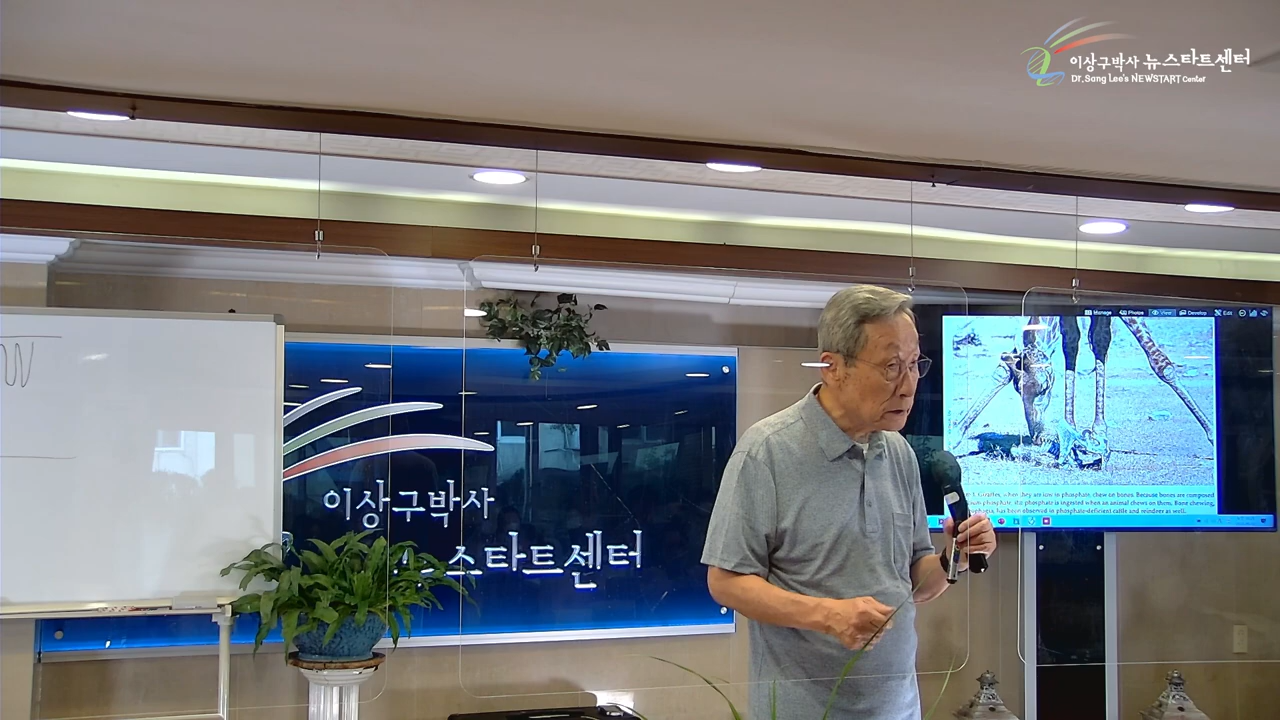 이상구박사 뉴스타트센터
Dr. Sang Lee's NEWSTART Center
Manage Photos View Develop Edit
이상구박사
스타트센터
Giraffes, when they are low in phosphate, chew on bones. Because bones are composed
phosphate, the phosphate is ingested when an animal chews on them. Bone chewing,
has been observed in phosphate-deficient cattle and reindeer as well.